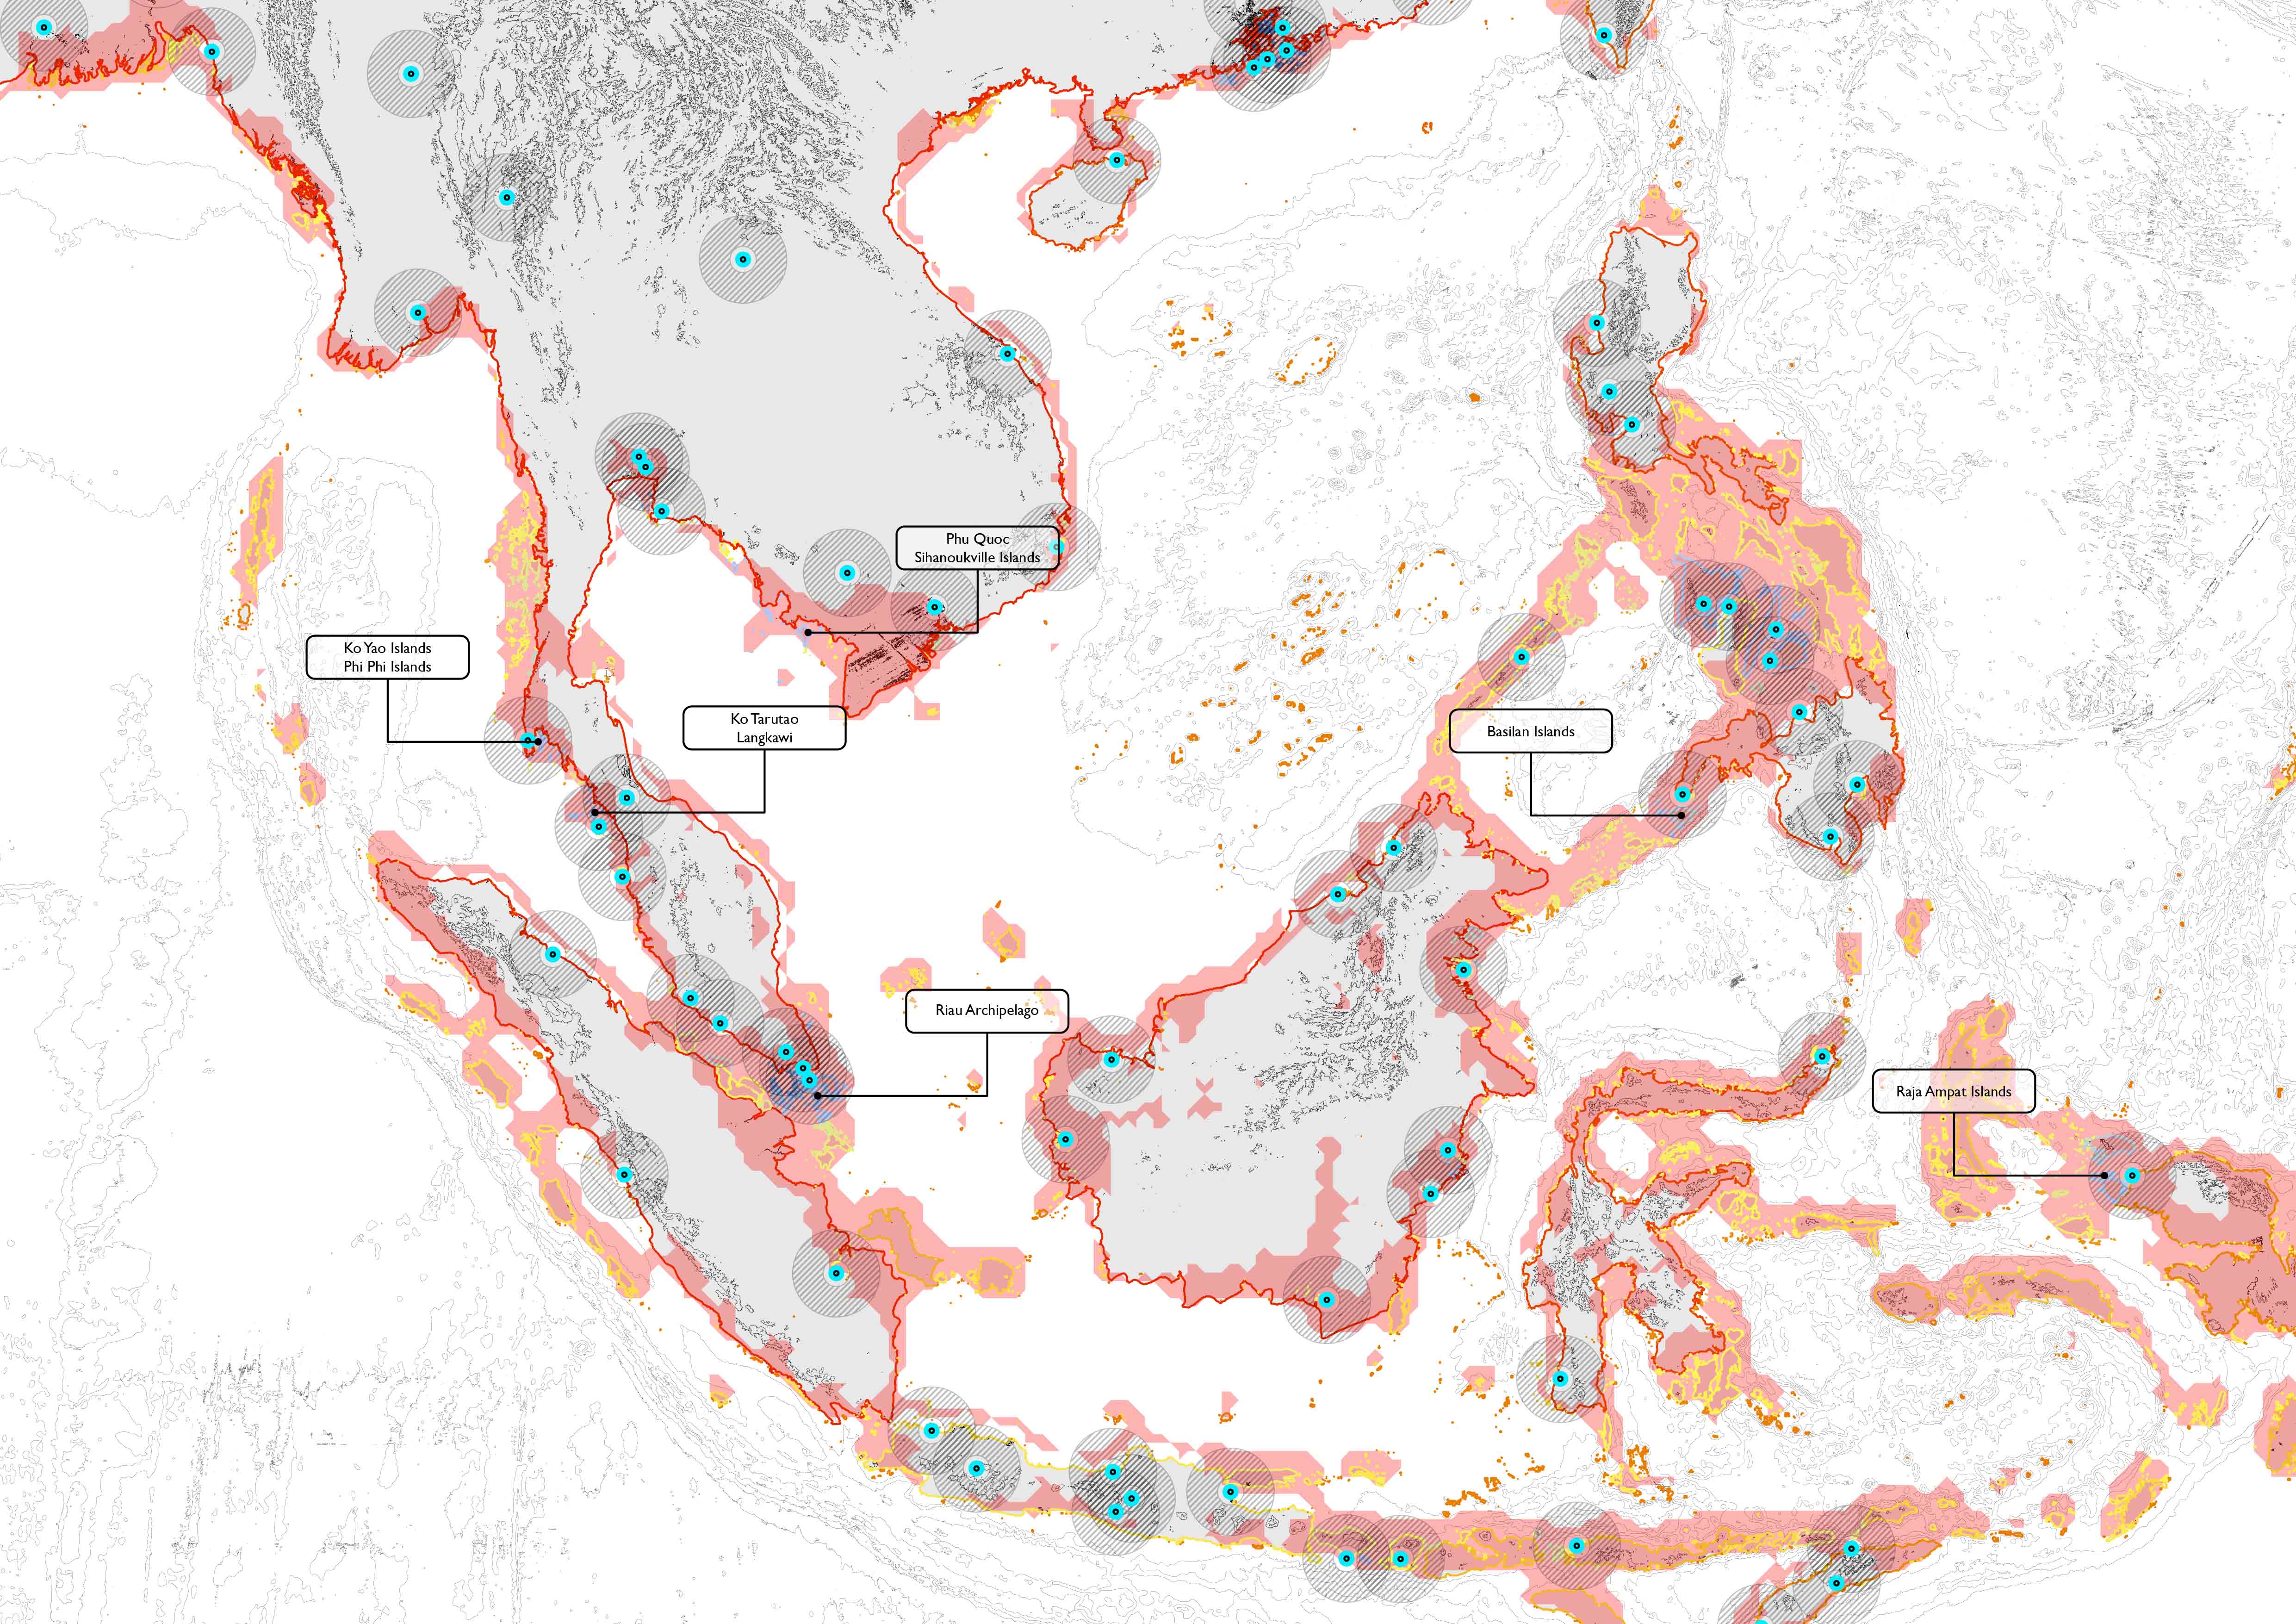 Phu Quoc
Sihanoukville Islands
Ko Yao Islands
Phi Phi Islands
Ko Tarutao
Langkawi
Basilan Islands
Riau Archipelago
Raja Ampat Islands